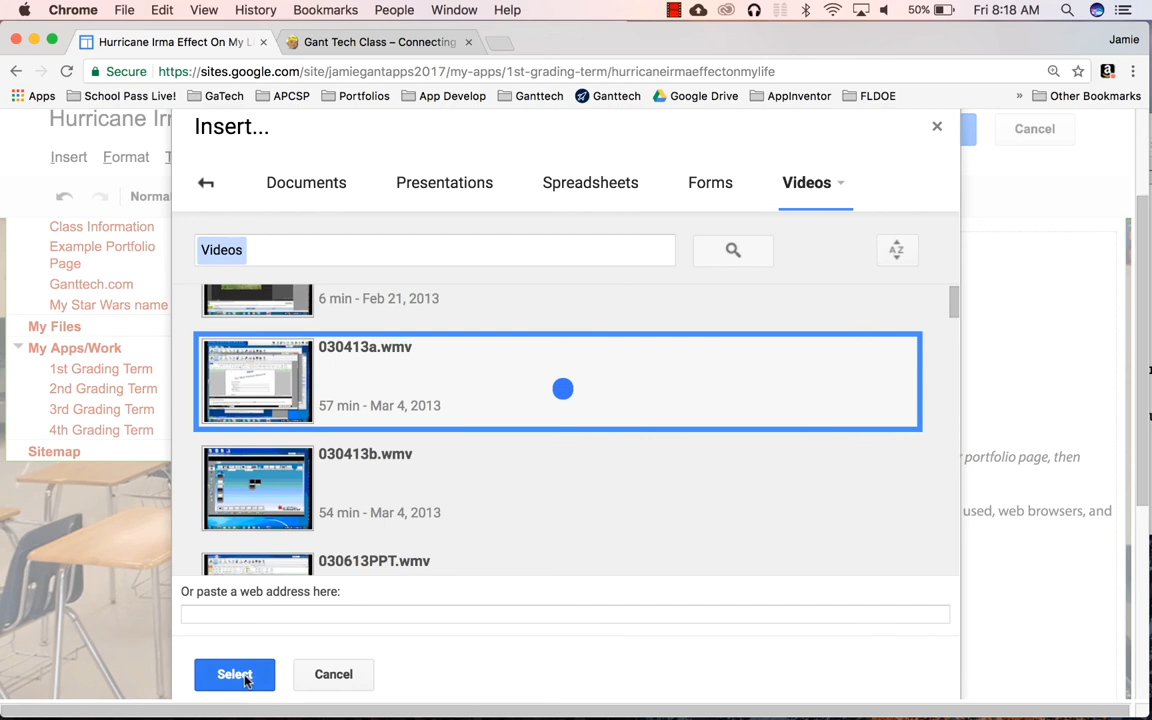 Chrome File Edit View History Bookmarks People Window Help 50% Fri 8:18 AM
Hurricane Irma Effect On My L Gant Tech Class – Connecting Jamie
Secure https://sites.google.com/site/jamiegantapps2017/my-apps/1st-grading-term/hurricaneirmaeffectonmylife
Apps School Pass Live! GaTech APCSP Portfolios App Develop Ganttech Ganttech Google Drive AppInventor FLDOE » Other Bookmarks
Hurricane Irm
Insert... Cancel
Insert Format T
Documents Presentations Spreadsheets Forms Videos
Norma
Class Information
Example Portfolio
Page
Ganttech.com
My Star Wars name
My Files
My Apps/Work
1st Grading Term
2nd Grading Term
3rd Grading Term
4th Grading Term
Sitemap
Videos AZ
6 min - Feb 21, 2013
030413a.wmv
57 min - Mar 4, 2013
030413b.wmv
portfolio page, then
54 min - Mar 4, 2013
used, web browsers, and
030613PPT.wmv
Or paste a web address here:
Select Cancel